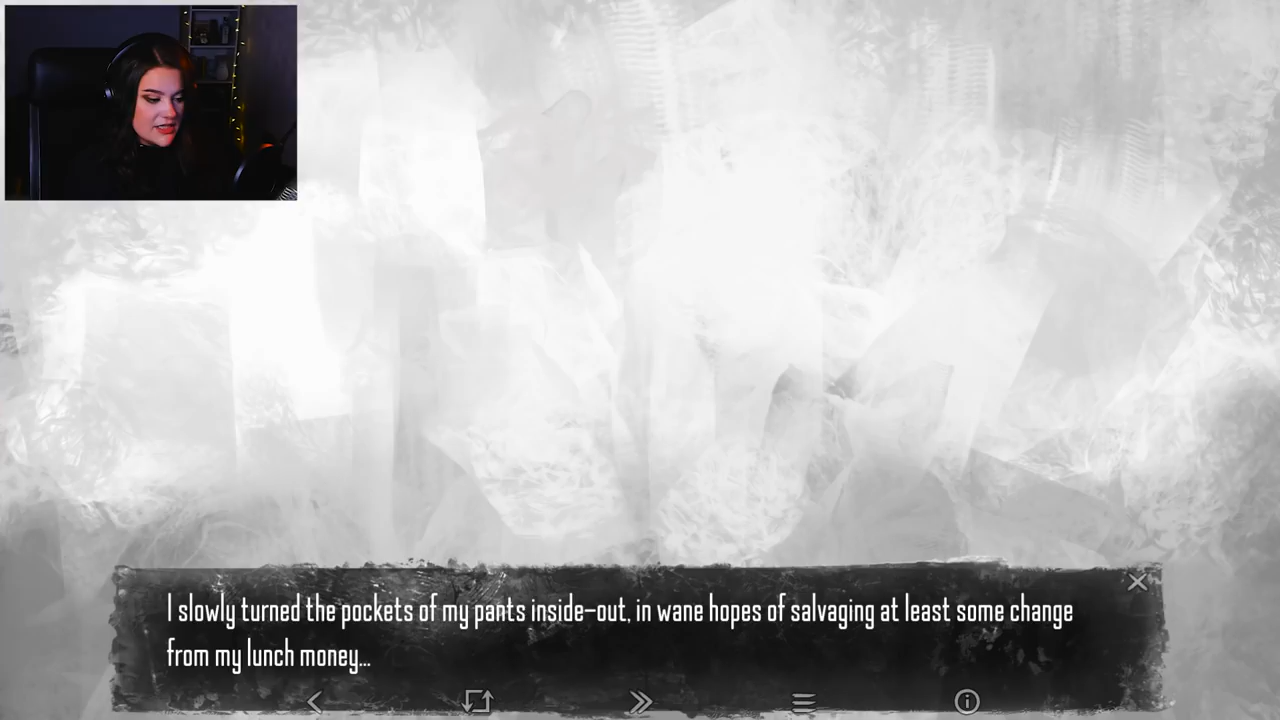 I slowly turned the pockets of my pants inside-out, in wane hopes of salvaging at least some change
from my lunch money...